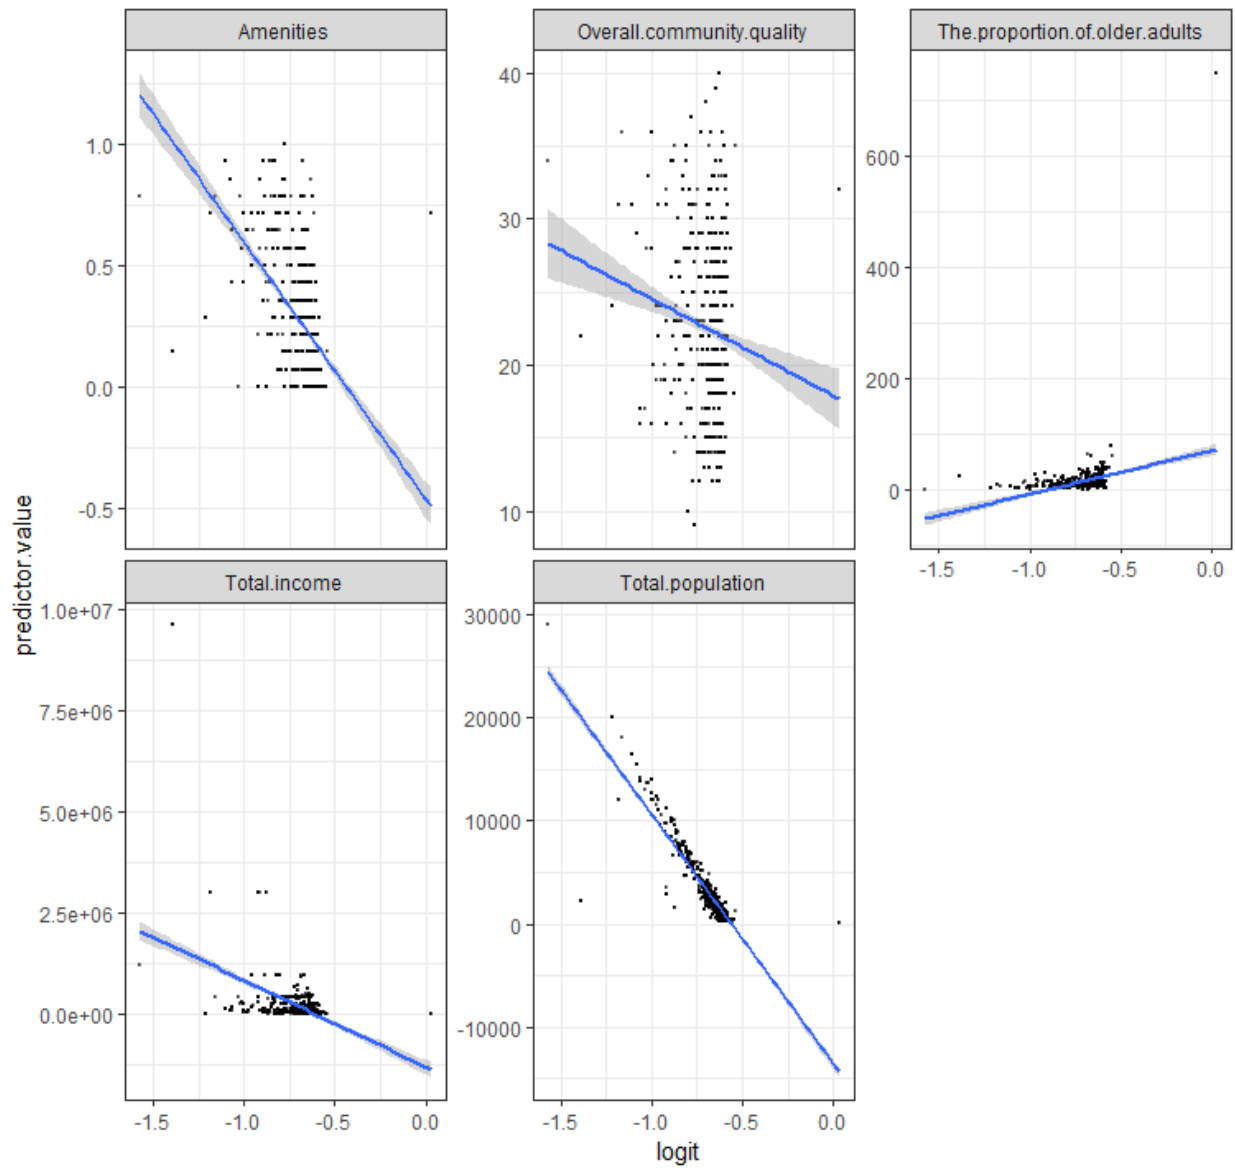 Amenities
Overall.community.quality
The.proportion.of.older.adults
1.0
0.5
0.0
-0.5
40
30
20
10
600
400
200
0
-1.5 -1.0 -0.5 0.0
predictor.value
Total.income
Total.population
1.0e+07
7.5e+06
5.0e+06
2.5e+06
0.0e+00
30000
20000
10000
0
-10000
-1.5 -1.0 -0.5 0.0
-1.5 -1.0 -0.5 0.0
logit